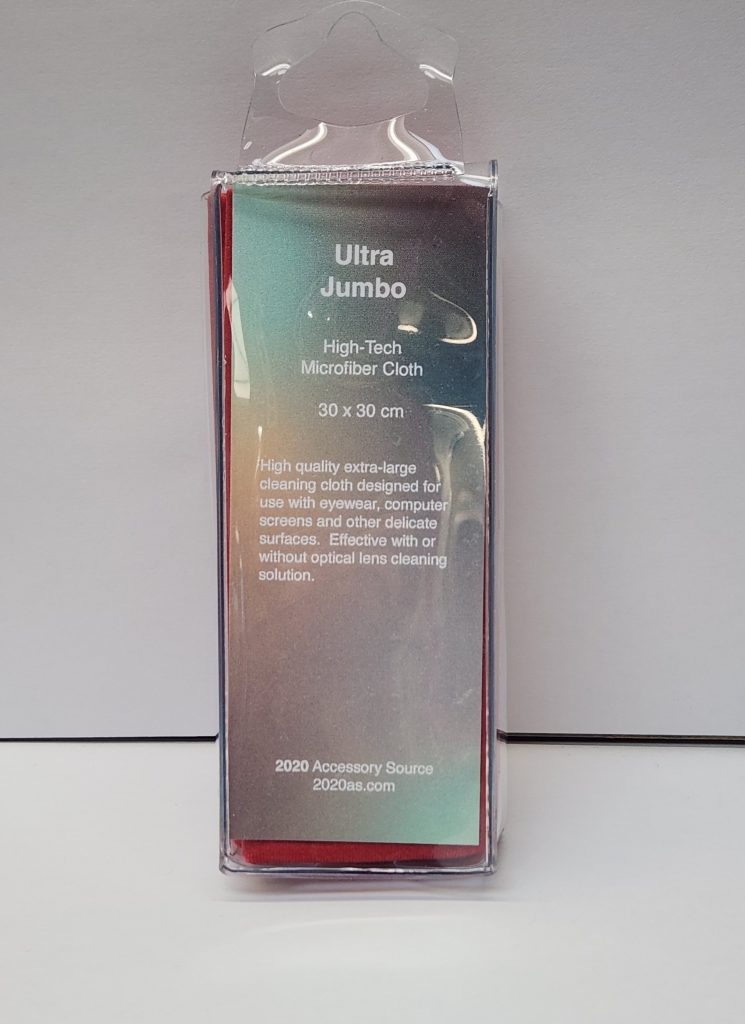 Ultra
Jumbo
High-Tech
Microfiber Cloth
30 x 30 cm
High quality extra-large
cleaning cloth designed for
use with eyewear, computer
screens and other delicate
surfaces.  Effective with or
without optical lens cleaning
solution.
2020 Accessory Source
2020as.com